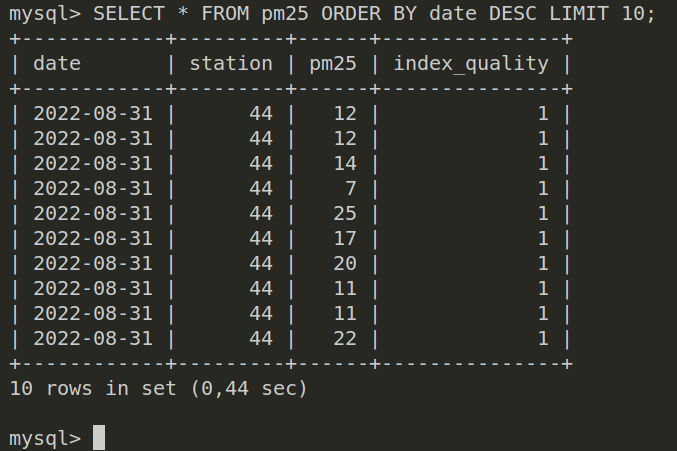 mysql> SELECT * FROM pm25 ORDER BY date DESC LIMIT 10;
+------------+---------+------+---------------+
| date       | station | pm25 | index_quality |
+------------+---------+------+---------------+
| 2022-08-31 |      44 |   12 |             1 |
| 2022-08-31 |      44 |   12 |             1 |
| 2022-08-31 |      44 |   14 |             1 |
| 2022-08-31 |      44 |    7 |             1 |
| 2022-08-31 |      44 |   25 |             1 |
| 2022-08-31 |      44 |   17 |             1 |
| 2022-08-31 |      44 |   20 |             1 |
| 2022-08-31 |      44 |   11 |             1 |
| 2022-08-31 |      44 |   11 |             1 |
| 2022-08-31 |      44 |   22 |             1 |
+------------+---------+------+---------------+
10 rows in set (0,44 sec)

mysql>